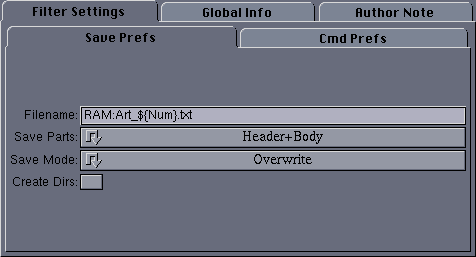 Filter Settings
Global Info
Author Note
Save Prefs
Cmd Prefs
Filename: RAM:Art_${Num}.txt
Save Parts: Header+Body
Save Mode: Overwrite
Create Dirs: